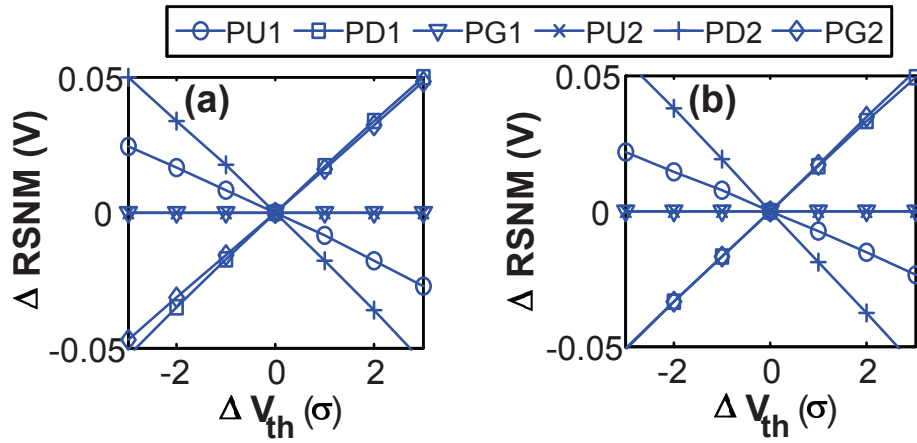 PU1 PD1 PG1 PU2 PD2 PG2
(a)
0.05
0
-0.05
Δ RSNM (V)
-2 0 2
Δ Vth (σ)
(b)
0.05
0
-0.05
Δ RSNM (V)
-2 0 2
Δ Vth (σ)